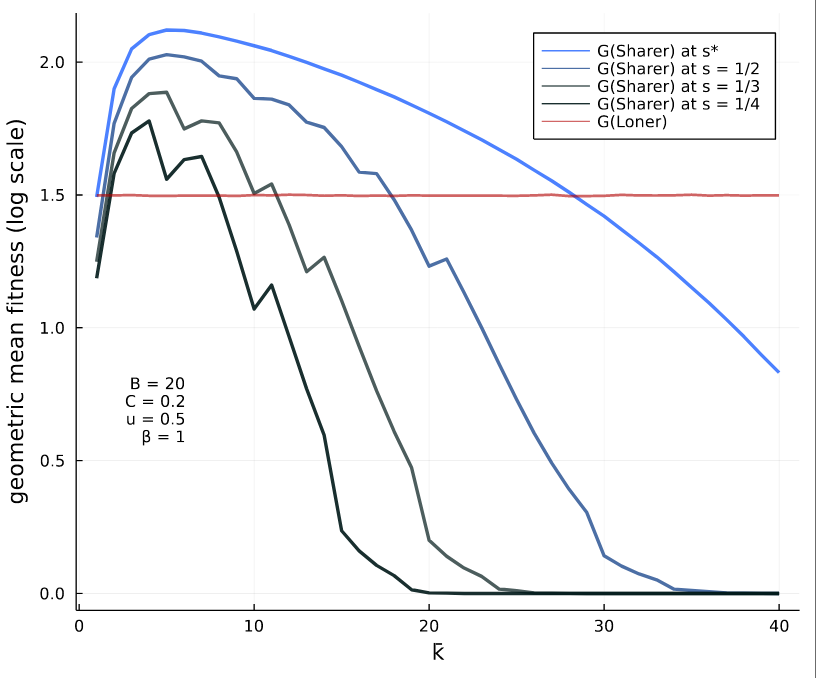 G(Sharer) at s*
G(Sharer) at s = 1/2
G(Sharer) at s = 1/3
G(Sharer) at s = 1/4
G(Loner)
geometric mean fitness (log scale)
2.0
1.5
1.0
0.5
0.0
B = 20
C = 0.2
u = 0.5
β = 1
0 10 20 30 40
k̄